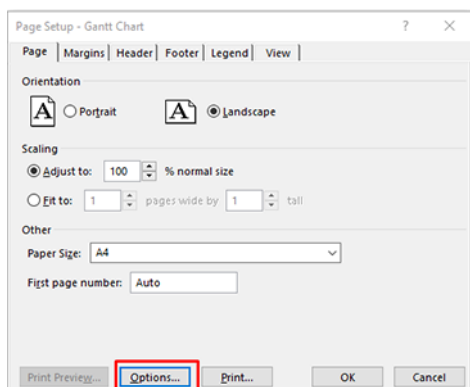 Page Setup - Gantt Chart ? ×
Page Margins Header Footer Legend View
Orientation
A Portrait A Landscape
Scaling
Adjust to: 100 % normal size
Fit to: 1 pages wide by 1 tall
Other
Paper Size: A4
First page number: Auto
Print Preview... Options... Print... OK Cancel